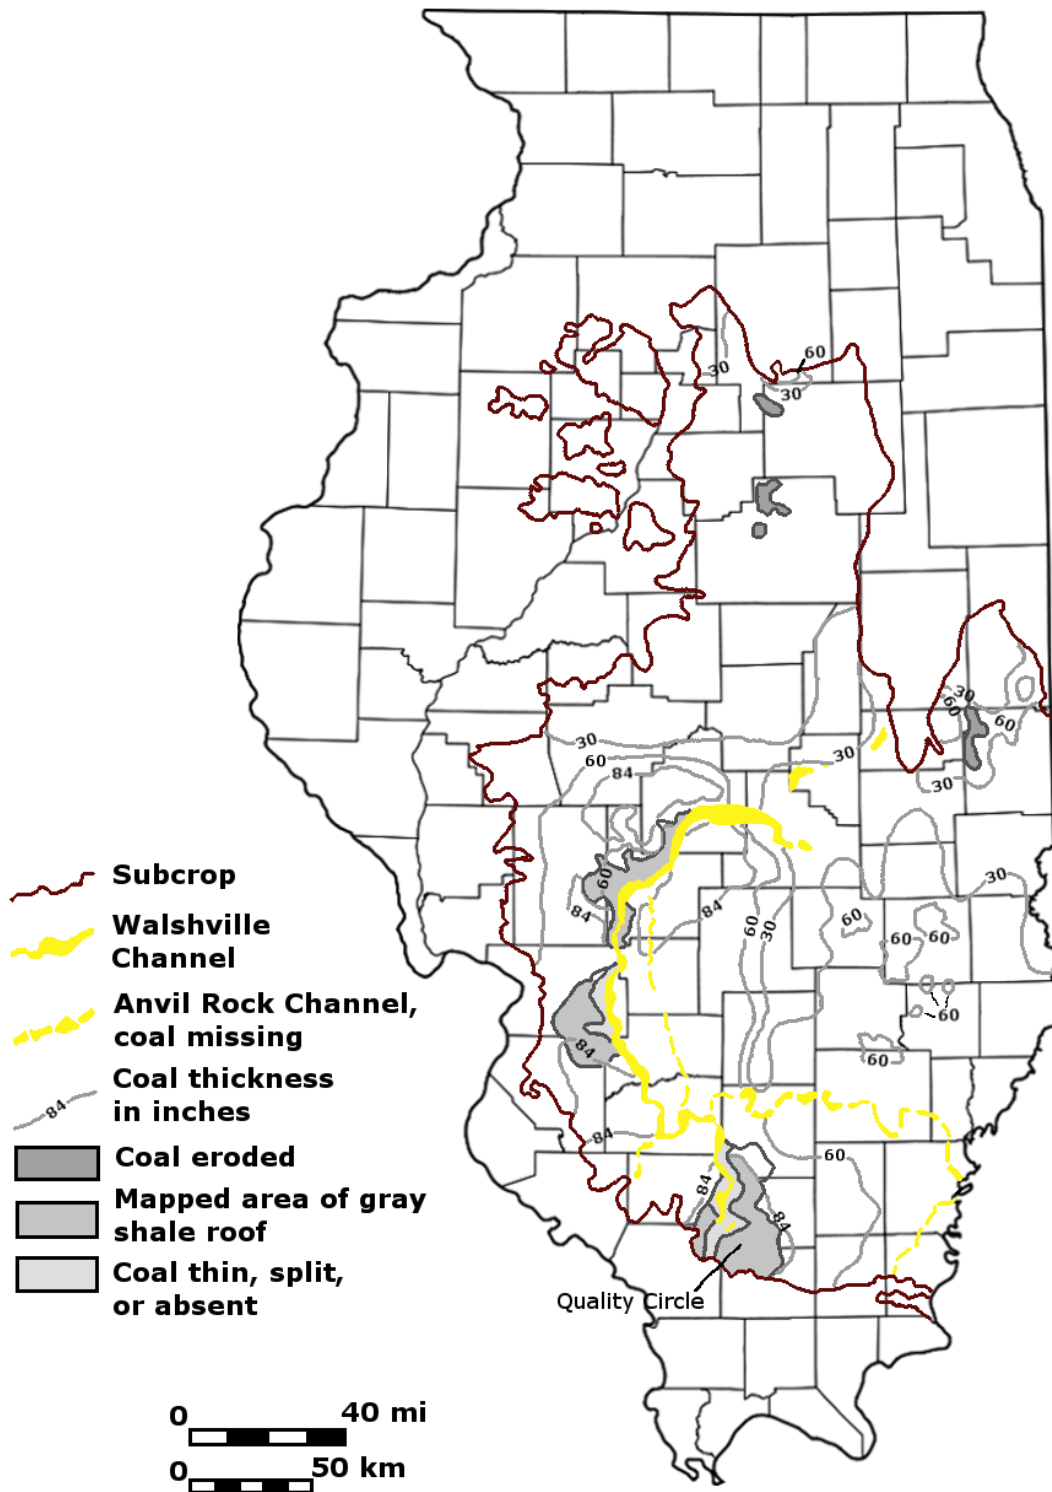 60
30
30
30
60
60
30
60
84
30
30
60
84
84
60
30
30
60
60
60
60
60
84
84
60
84
84
Quality Circle
Subcrop
Walshville
Channel
Anvil Rock Channel,
coal missing
Coal thickness
in inches
84
Coal eroded
Mapped area of gray
shale roof
Coal thin, split,
or absent
0 40 mi
0 50 km